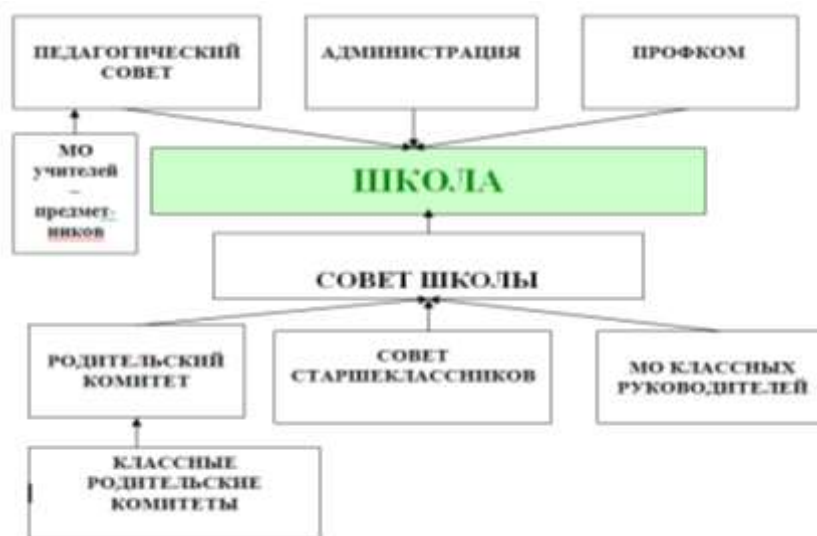 ПЕДАГОГИЧЕСКИЙ
СОВЕТ
АДМИНИСТРАЦИЯ
ПРОФКОМ
МО
учителей
–
предмет-
ников
ШКОЛА
СОВЕТ ШКОЛЫ
РОДИТЕЛЬСКИЙ
КОМИТЕТ
СОВЕТ
СТАРШЕКЛАССНИКОВ
МО КЛАССНЫХ
РУКОВОДИТЕЛЕЙ
КЛАССНЫЕ
РОДИТЕЛЬСКИЕ
КОМИТЕТЫ